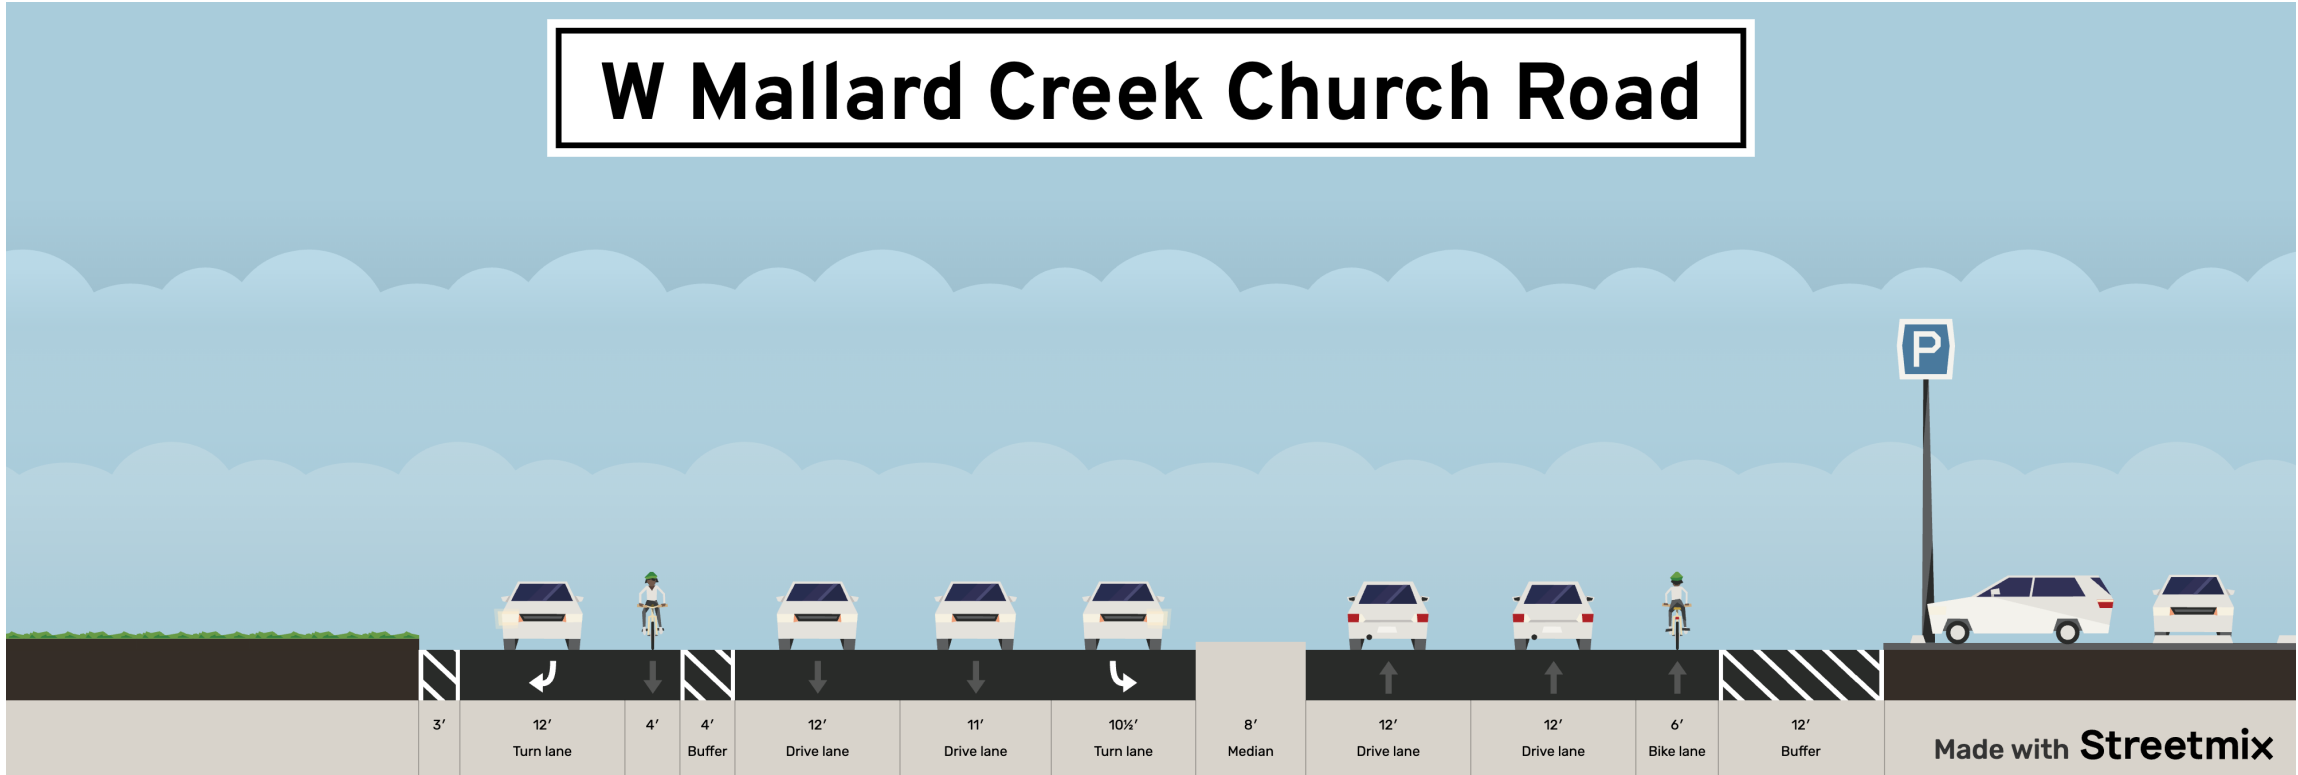 W Mallard Creek Church Road
P
3′
12′
Turn lane
4′
4′
Buffer
12′
Drive lane
11′
Drive lane
10½′
Turn lane
8′
Median
12′
Drive lane
12′
Drive lane
6′
Bike lane
12′
Buffer
Made with Streetmix